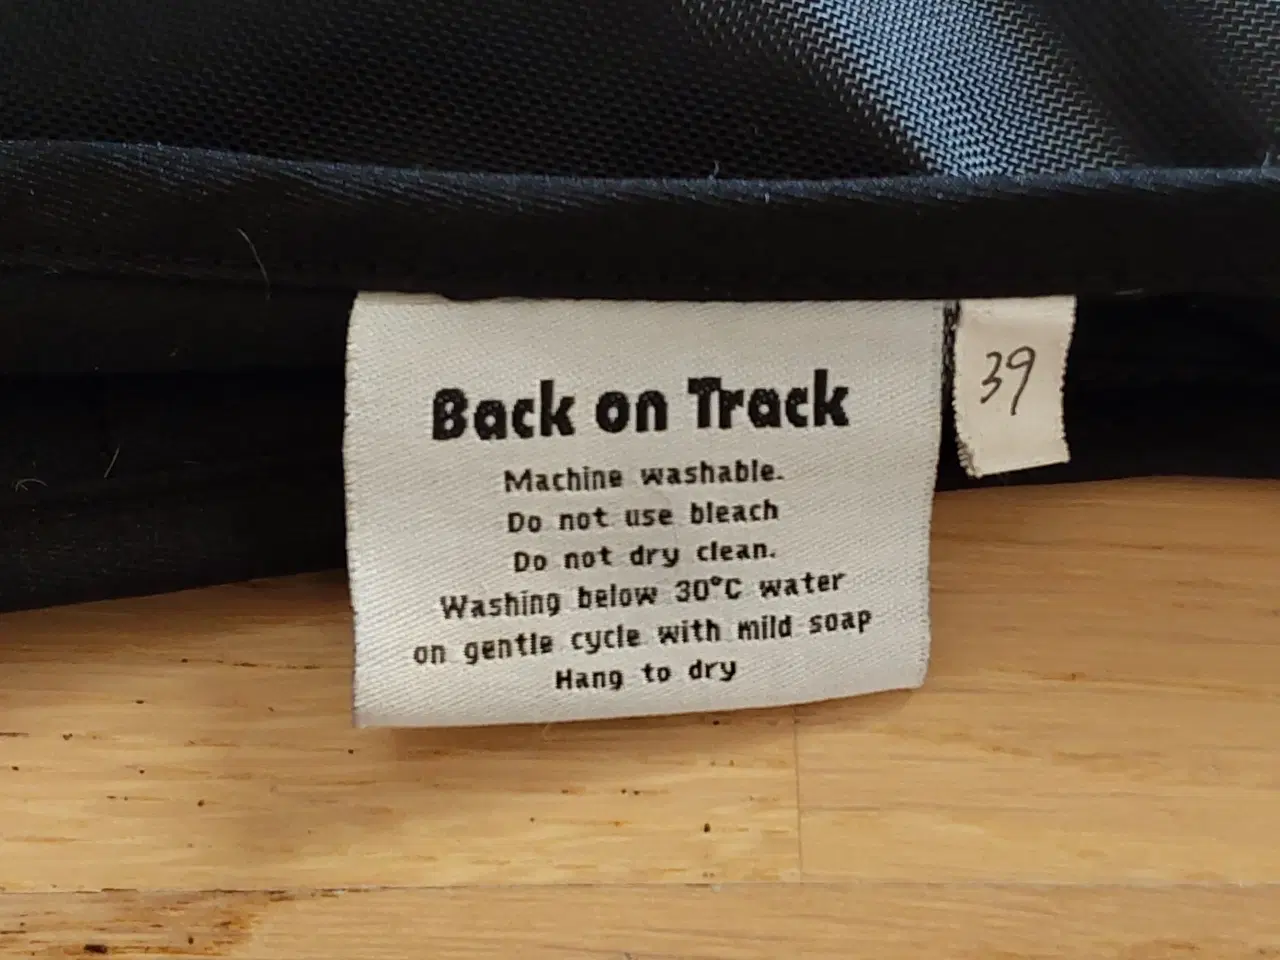 Back on Track
Machine washable.
Do not use bleach
Do not dry clean.
Washing below 30°C water
on gentle cycle with mild soap
Hang to dry
39